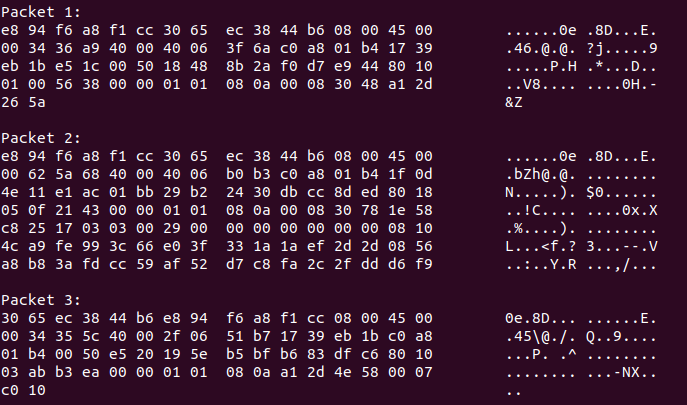 Packet 1:
e8 94 f6 a8 f1 cc 30 65  ec 38 44 b6 08 00 45 00        ......0e .8D...E.
00 34 36 a9 40 00 40 06  3f 6a c0 a8 01 b4 17 39        .46.@.@. ?j.....9
eb 1b e5 1c 00 50 18 48  8b 2a f0 d7 e9 44 80 10        .....P.H .*...D..
01 00 56 38 00 00 01 01  08 0a 00 08 30 48 a1 2d        ..V8.... ....0H.-
26 5a                                                   &Z
Packet 2:
e8 94 f6 a8 f1 cc 30 65  ec 38 44 b6 08 00 45 00        ......0e .8D...E.
00 62 5a 68 40 00 40 06  b0 b3 c0 a8 01 b4 1f 0d        .bZh@.@. ........
4e 11 e1 ac 01 bb 29 b2  24 30 db cc 8d ed 80 18        N.....). $0......
05 0f 21 43 00 00 01 01  08 0a 00 08 30 78 1e 58        ..!C.... ....0x.X
c8 25 17 03 03 00 29 00  00 00 00 00 00 00 08 10        .%....). ........
4c a9 fe 99 3c 66 e0 3f  33 1a 1a ef 2d 2d 08 56        L...<f.? 3...--.V
a8 b8 3a fd cc 59 af 52  d7 c8 fa 2c 2f dd d6 f9        ..:..Y.R ...,/...
Packet 3:
30 65 ec 38 44 b6 e8 94  f6 a8 f1 cc 08 00 45 00        0e.8D... ......E.
00 34 35 5c 40 00 2f 06  51 b7 17 39 eb 1b c0 a8        .45\@./. Q..9....
01 b4 00 50 e5 20 19 5e  b5 bf b6 83 df c6 80 10        ...P. .^ ........
03 ab b3 ea 00 00 01 01  08 0a a1 2d 4e 58 00 07        ........ ...-NX..
c0 10                                                   ..